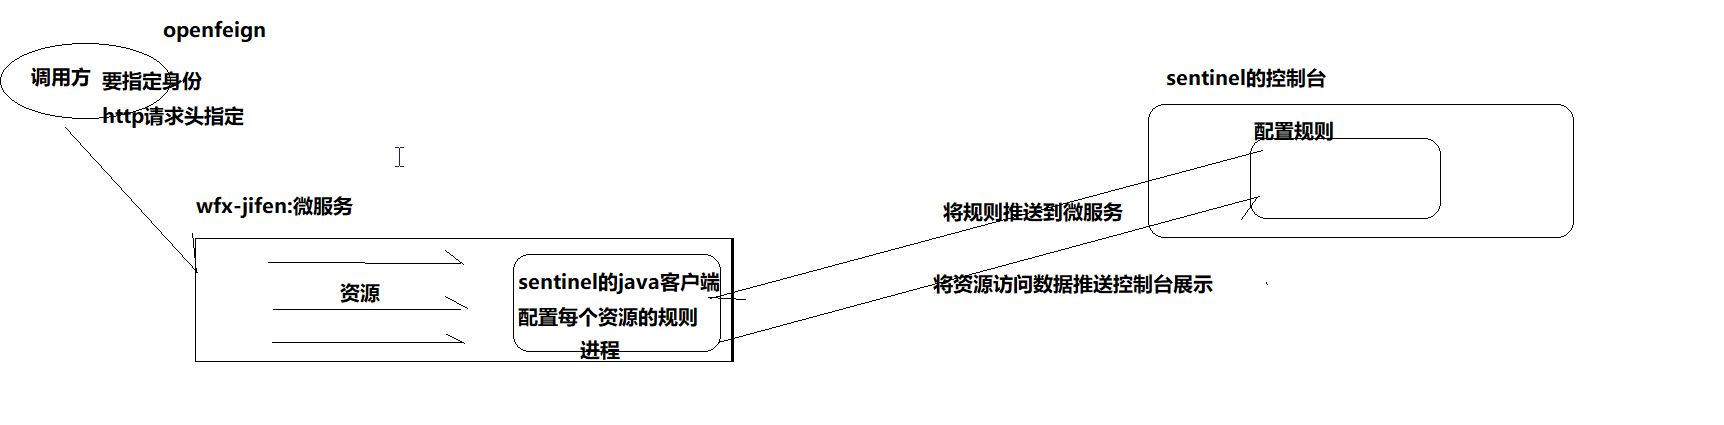 openfeign
调用方
要指定身份
http请求头指定
sentinel的控制台
配置规则
wfx-jifen:微服务
将规则推送到微服务
资源
sentinel的java客户端
配置每个资源的规则
进程
将资源访问数据推送控制台展示